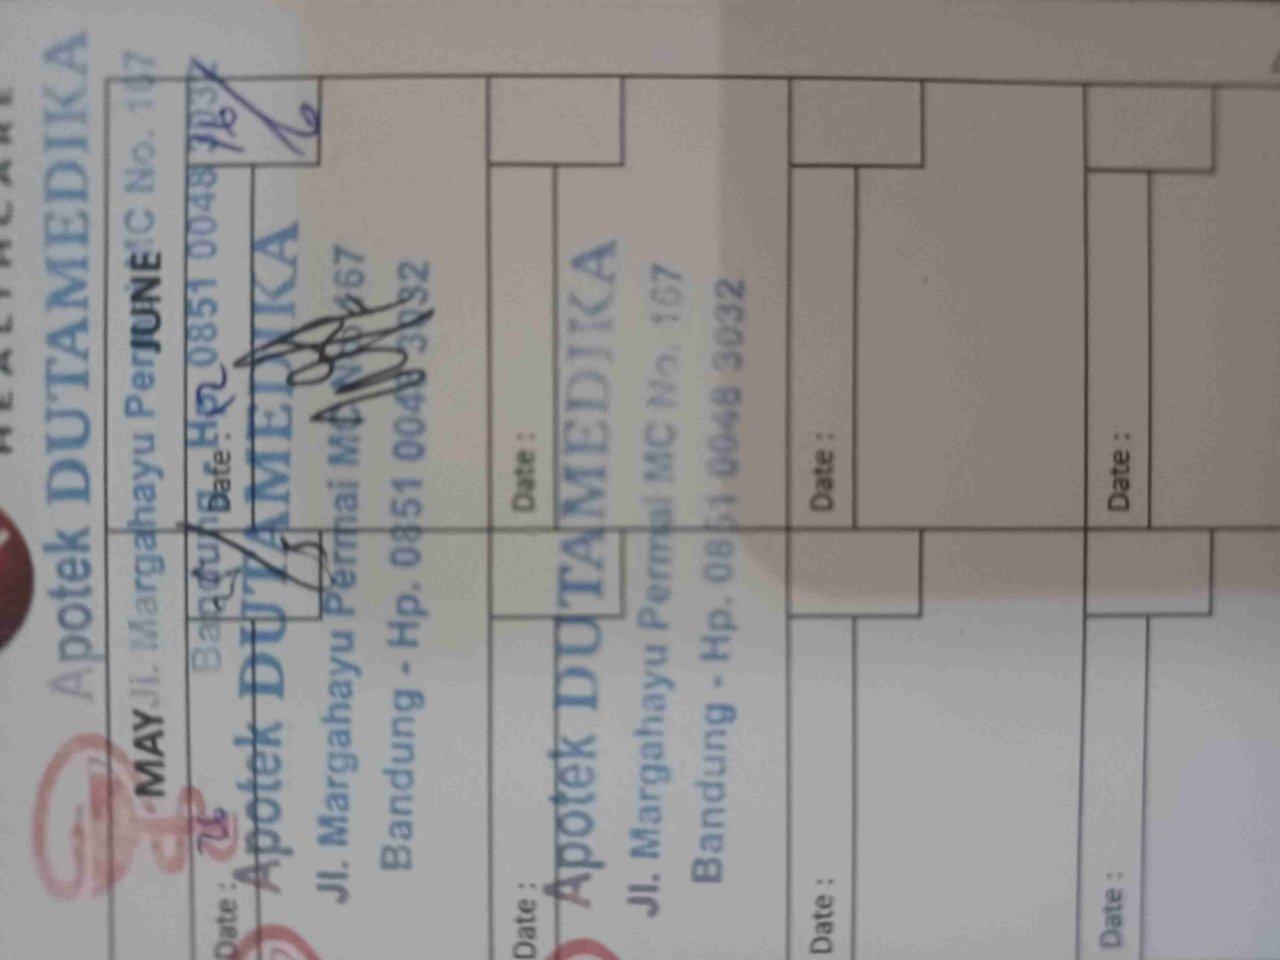 HEALTHCARE
Apotek DUTAMEDIKA
Jl. Margahayu Permai MC No. 167
Bandung - Hp. 0851 0048 3032
MAY
JUNE
Date : 26
Date : 12
Apotek DUTAMEDIKA
Jl. Margahayu Permai MC No. 167
Bandung - Hp. 0851 0048 3032
Date :
Date :
Apotek DUTAMEDIKA
Jl. Margahayu Permai MC No. 167
Bandung - Hp. 0851 0048 3032
Date :
Date :
Date :
Date :